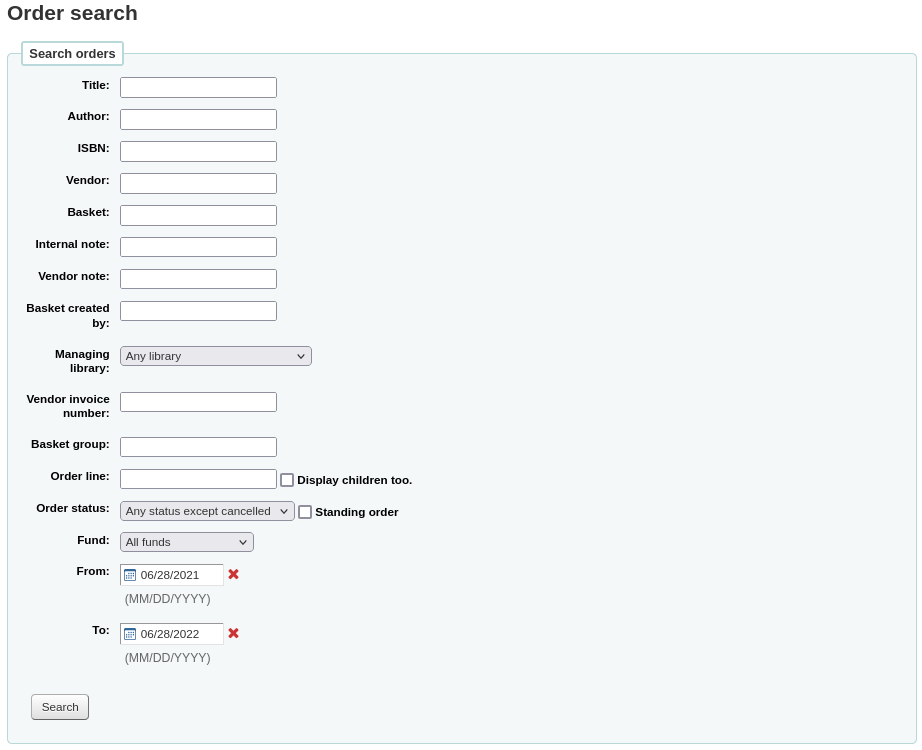 Order search
Search orders
Title:
Author:
ISBN:
Vendor:
Basket:
Internal note:
Vendor note:
Basket created
by:
Managing
library:
Any library
Vendor invoice
number:
Basket group:
Order line:
Display children too.
Order status:
Any status except cancelled
Standing order
Fund:
All funds
From:
06/28/2021
(MM/DD/YYYY)
To:
06/28/2022
(MM/DD/YYYY)
Search